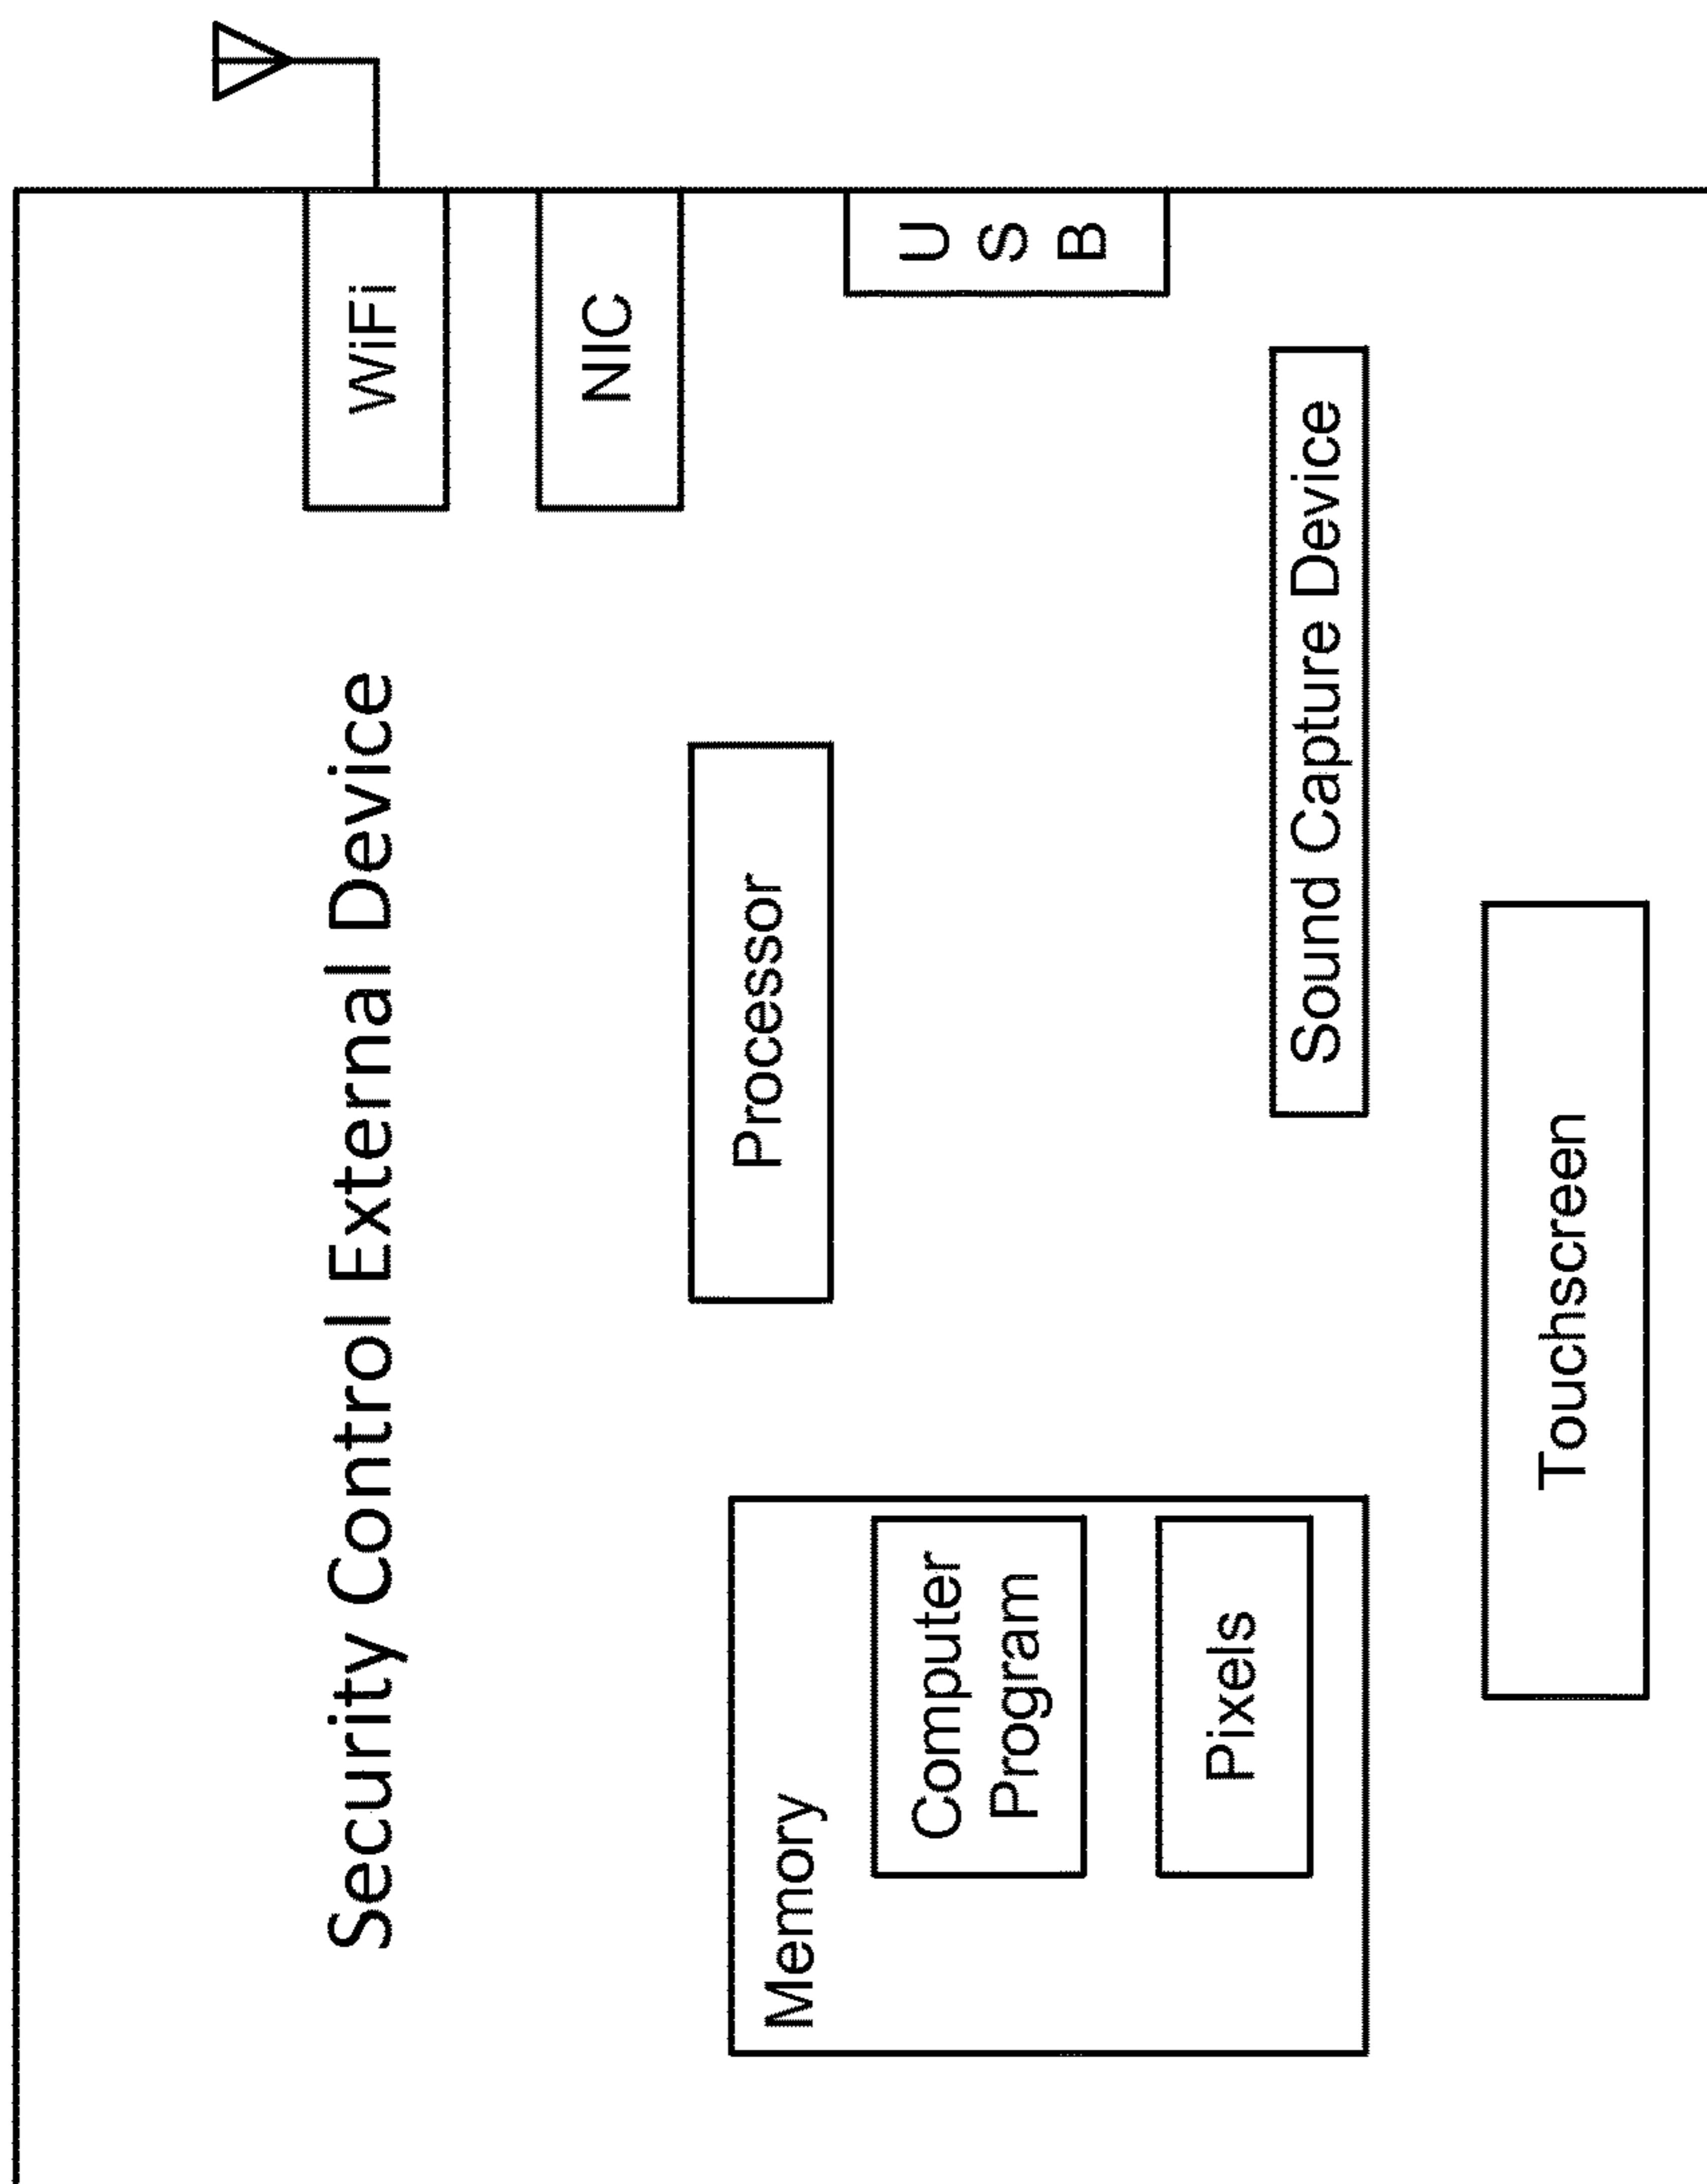 Security Control External Device
WiFi
NIC
Processor
U
S
B
Memory
Computer
Program
Pixels
Sound Capture Device
Touchscreen